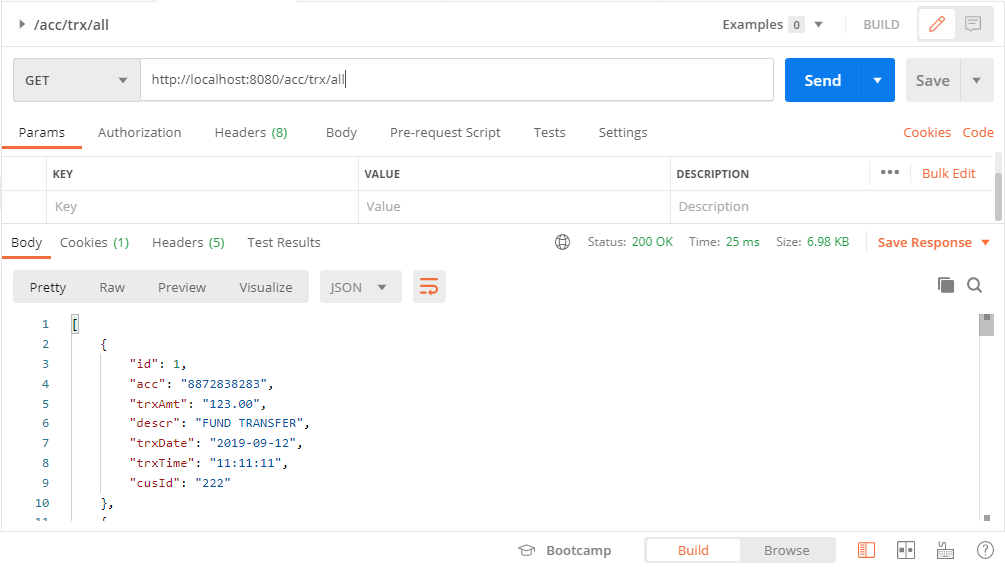 /acc/trx/all Examples 0 BUILD
GET http://localhost:8080/acc/trx/all Send Save
Params Authorization Headers (8) Body Pre-request Script Tests Settings Cookies Code
KEY VALUE DESCRIPTION ••• Bulk Edit
Key Value Description
Body Cookies (1) Headers (5) Test Results Status: 200 OK Time: 25 ms Size: 6.98 KB Save Response
Pretty Raw Preview Visualize JSON
1 [
2 {
3 "id": 1,
4 "acc": "8872838283",
5 "trxAmt": "123.00",
6 "descr": "FUND TRANSFER",
7 "trxDate": "2019-09-12",
8 "trxTime": "11:11:11",
9 "cusId": "222"
10 },
11 {
Bootcamp Build Browse ?